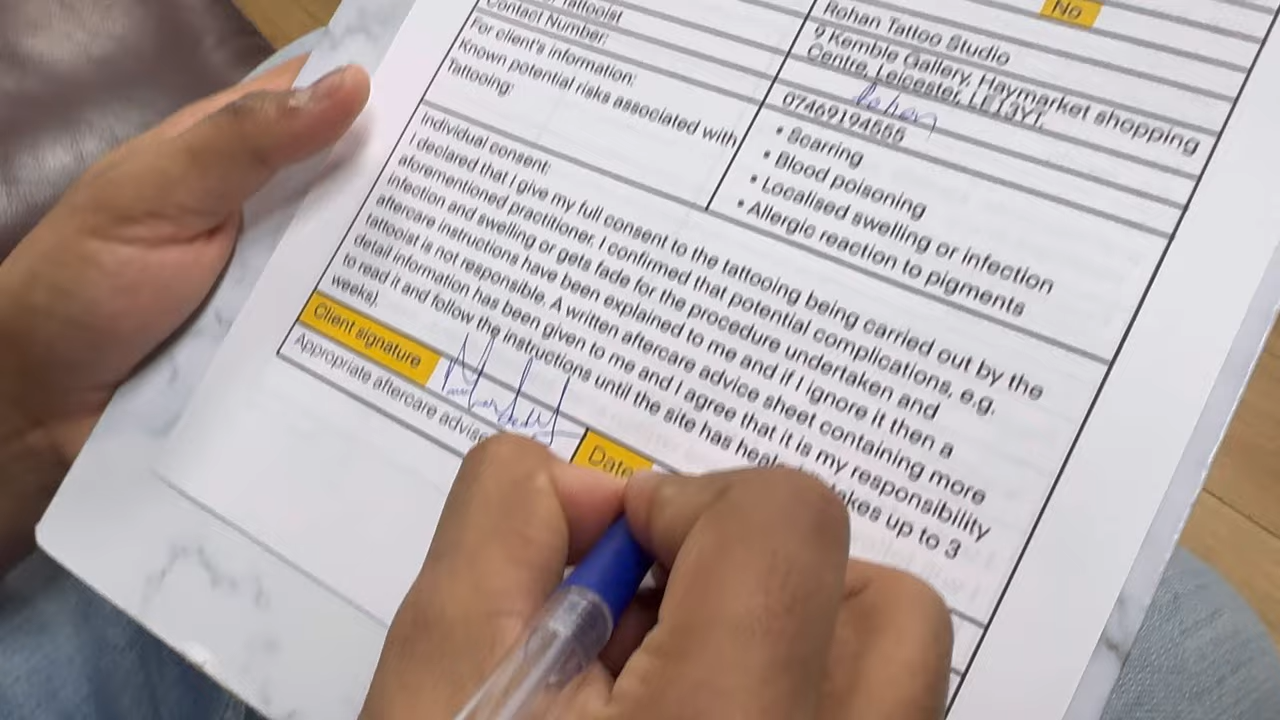 No
Tattooist
Rohan Tattoo Studio
9 Kemble Gallery, Haymarket shopping
Centre, Leicester, LE13YT,
Contact Number:
07469194555
For client's information:
Known potential risks associated with
Tattooing:
• Scarring
• Blood poisoning
• Localised swelling or infection
• Allergic reaction to pigments
Individual consent:
I declared that I give my full consent to the tattooing being carried out by the
aforementioned practitioner, I confirmed that potential complications, e.g.
infection and swelling or gets fade for the procedure undertaken and
aftercare instructions have been explained to me and if I ignore it then a
tattooist is not responsible. A written aftercare advice sheet containing more
detail information has been given to me and I agree that it is my responsibility
to read it and follow the instructions until the site has takes up to 3
weeks).
Client signature
Date
Appropriate aftercare